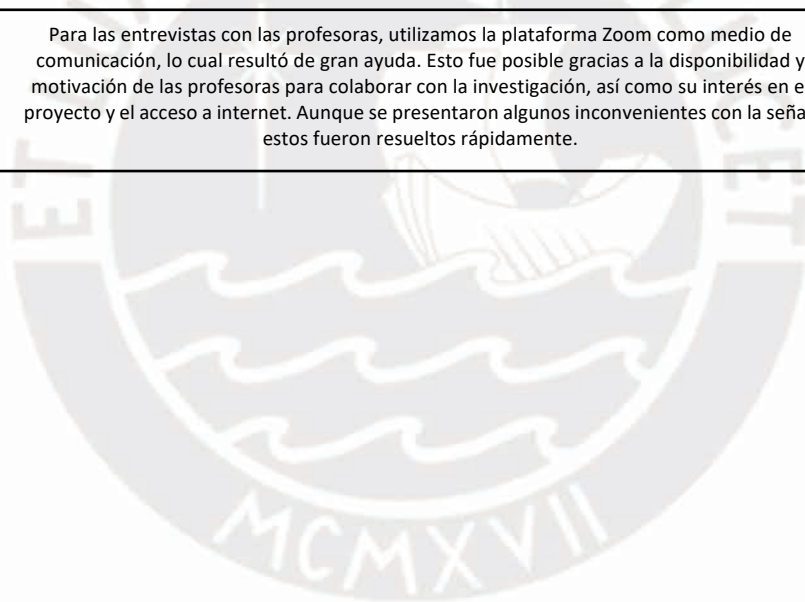 Para las entrevistas con las profesoras, utilizamos la plataforma Zoom como medio de
comunicación, lo cual resultó de gran ayuda. Esto fue posible gracias a la disponibilidad y
motivación de las profesoras para colaborar con la investigación, así como su interés en e
proyecto y el acceso a internet. Aunque se presentaron algunos inconvenientes con la seña
estos fueron resueltos rápidamente.
ET LU
UCET
MCMXVII